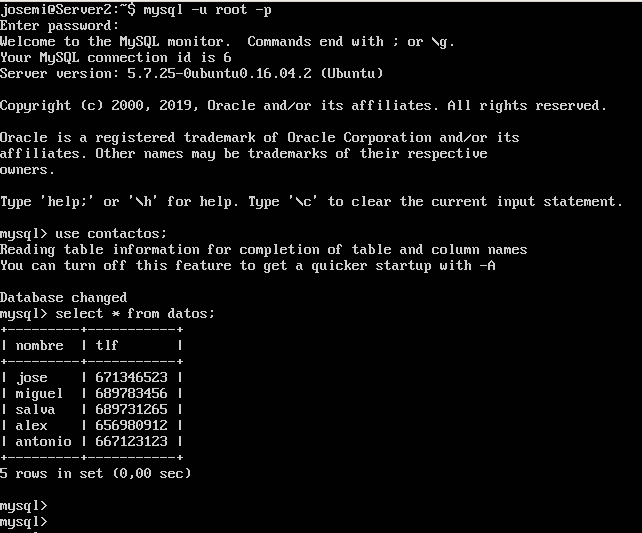 josemi@Server2:~$ mysql -u root -p
Enter password:
Welcome to the MySQL monitor.  Commands end with ; or \g.
Your MySQL connection id is 6
Server version: 5.7.25-0ubuntu0.16.04.2 (Ubuntu)

Copyright (c) 2000, 2019, Oracle and/or its affiliates. All rights reserved.

Oracle is a registered trademark of Oracle Corporation and/or its
affiliates. Other names may be trademarks of their respective
owners.

Type 'help;' or '\h' for help. Type '\c' to clear the current input statement.

mysql> use contactos;
Reading table information for completion of table and column names
You can turn off this feature to get a quicker startup with -A

Database changed
mysql> select * from datos;
+---------+-----------+
| nombre  | tlf       |
+---------+-----------+
| jose    | 671346523 |
| miguel  | 689783456 |
| salva   | 689731265 |
| alex    | 656980912 |
| antonio | 667123123 |
+---------+-----------+
5 rows in set (0,00 sec)

mysql>
mysql>